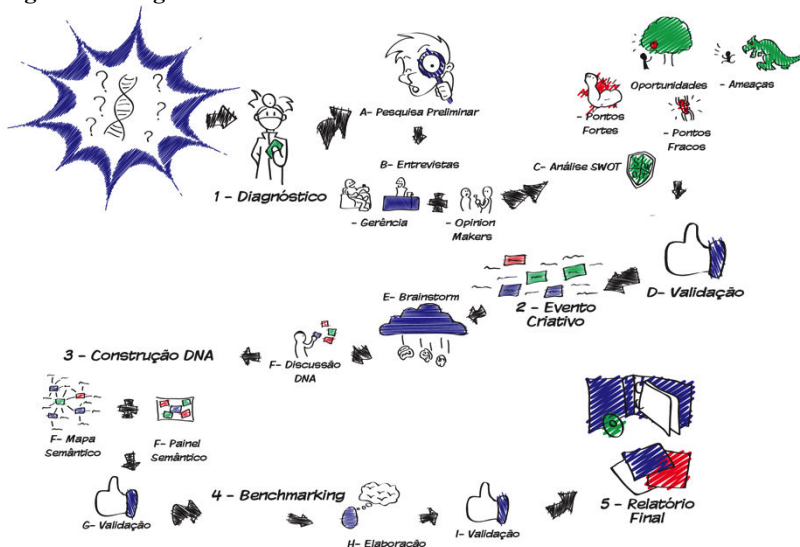 ? ? ? ? ? ?
A- Pesquisa Preliminar
Oportunidades
- Ameaças
- Pontos
Fortes
- Pontos
Fracos
B- Entrevistas
C- Análise SWOT
1 - Diagnóstico
- Gerência
- Opinion
Makers
D- Validação
2 - Evento
Criativo
E- Brainstorm
F- Discussão
DNA
3 - Construção DNA
F- Mapa
Semântico
F- Painel
Semântico
G- Validação
4 - Benchmarking
H- Elaboração
I- Validação
5 - Relatório
Final